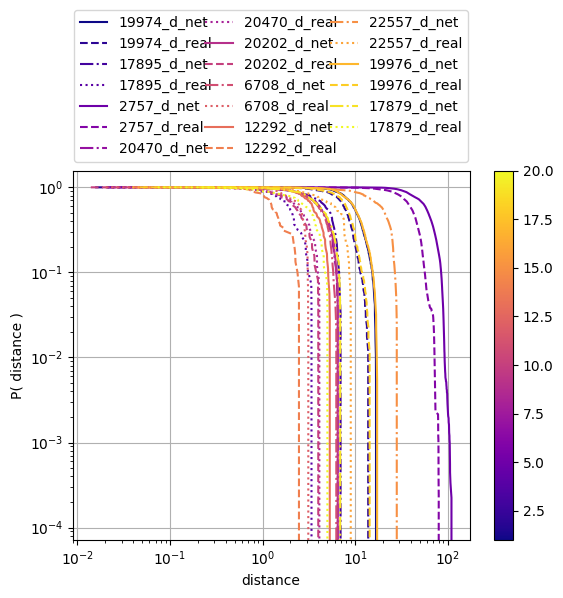 19974_d_net
19974_d_real
17895_d_net
17895_d_real
2757_d_net
2757_d_real
20470_d_net
20470_d_real
20202_d_net
20202_d_real
6708_d_net
6708_d_real
12292_d_net
12292_d_real
22557_d_net
22557_d_real
19976_d_net
19976_d_real
17879_d_net
17879_d_real
P( distance )
10⁰
10⁻¹
10⁻²
10⁻³
10⁻⁴
10⁻² 10⁻¹ 10⁰ 10¹ 10²
distance
20.0
17.5
15.0
12.5
10.0
7.5
5.0
2.5